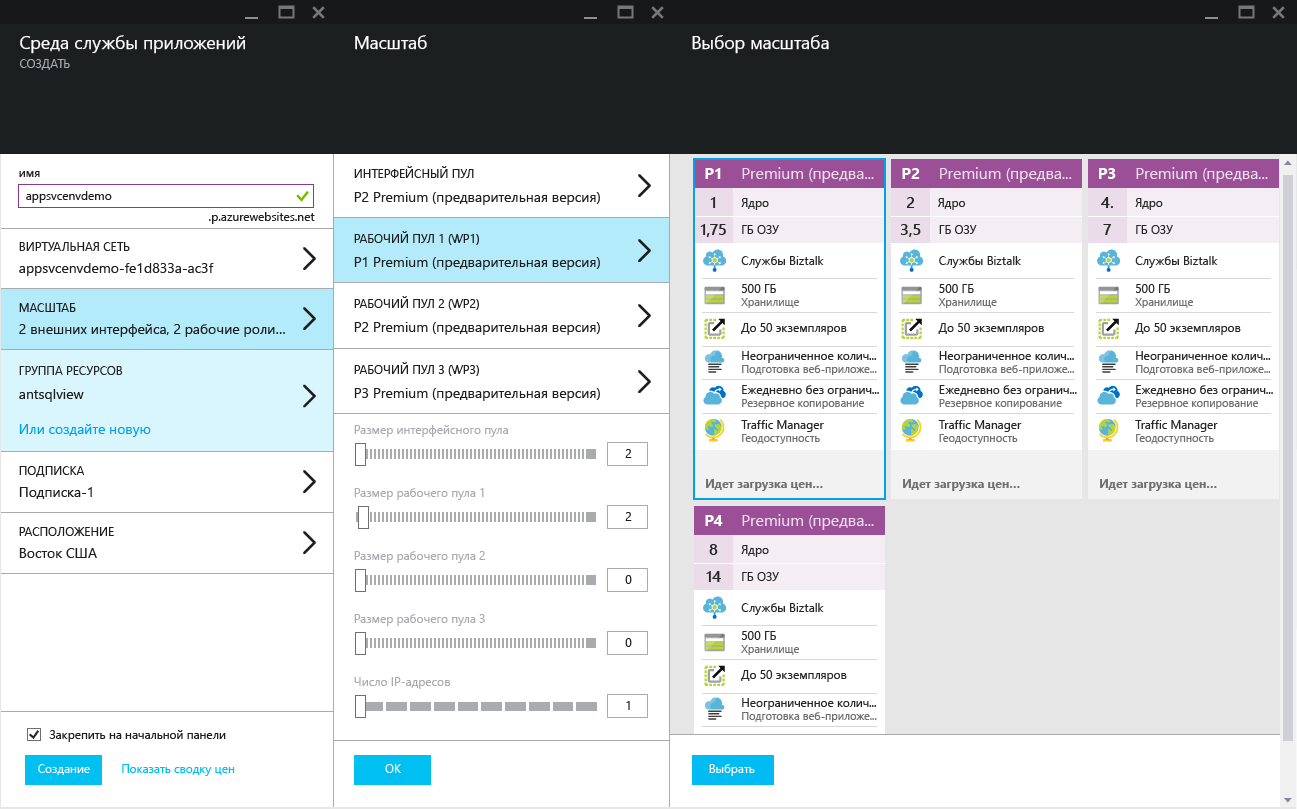 Среда службы приложений
СОЗДАТЬ
имя
appsvcenvdemo
.p.azurewebsites.net
ВИРТУАЛЬНАЯ СЕТЬ
appsvcenvdemo-fe1d833a-ac3f
МАСШТАБ
2 внешних интерфейса, 2 рабочие роли...
ГРУППА РЕСУРСОВ
antsqlview
Или создайте новую
ПОДПИСКА
Подписка-1
РАСПОЛОЖЕНИЕ
Восток США
Закрепить на начальной панели
Создание
Показать сводку цен
Масштаб
ИНТЕРФЕЙСНЫЙ ПУЛ
P2 Premium (предварительная версия)
РАБОЧИЙ ПУЛ 1 (WP1)
P1 Premium (предварительная версия)
РАБОЧИЙ ПУЛ 2 (WP2)
P2 Premium (предварительная версия)
РАБОЧИЙ ПУЛ 3 (WP3)
P3 Premium (предварительная версия)
Размер интерфейсного пула
2
Размер рабочего пула 1
2
Размер рабочего пула 2
0
Размер рабочего пула 3
0
Число IP-адресов
1
ОК
Выбор масштаба
P1 Premium (предва...
1 Ядро
1,75 ГБ ОЗУ
Службы Biztalk
500 ГБ
Хранилище
До 50 экземпляров
Неограниченное колич...
Подготовка веб-приложе...
Ежедневно без огранич...
Резервное копирование
Traffic Manager
Геодоступность
Идет загрузка цен...
P2 Premium (предва...
2 Ядро
3,5 ГБ ОЗУ
Службы Biztalk
500 ГБ
Хранилище
До 50 экземпляров
Неограниченное колич...
Подготовка веб-приложе...
Ежедневно без огранич...
Резервное копирование
Traffic Manager
Геодоступность
Идет загрузка цен...
P3 Premium (предва...
4. Ядро
7 ГБ ОЗУ
Службы Biztalk
500 ГБ
Хранилище
До 50 экземпляров
Неограниченное колич...
Подготовка веб-приложе...
Ежедневно без огранич...
Резервное копирование
Traffic Manager
Геодоступность
Идет загрузка цен...
P4 Premium (предва...
8 Ядро
14 ГБ ОЗУ
Службы Biztalk
500 ГБ
Хранилище
До 50 экземпляров
Неограниченное колич...
Подготовка веб-приложе...
Выбрать